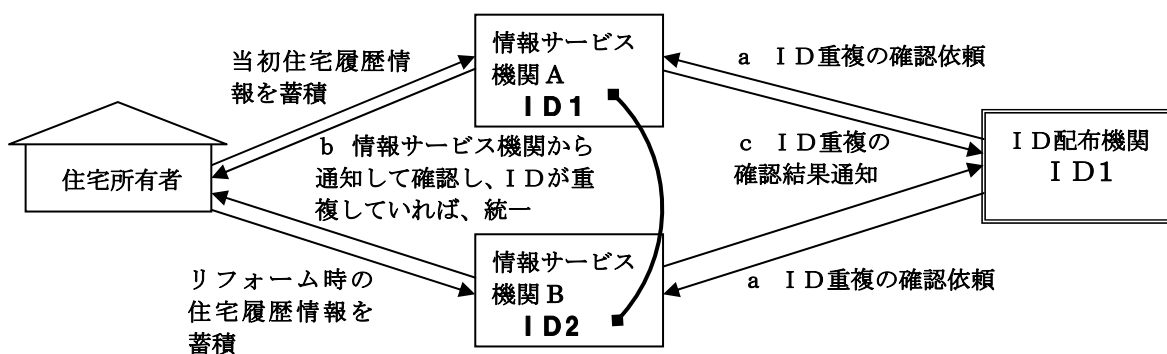 情報サービス
機関A
ID1
当初住宅履歴情
報を蓄積
a ID重複の確認依頼
住宅所有者
b 情報サービス機関から
通知して確認し、IDが重
複していれば、統一
c ID重複の
確認結果通知
ID配布機関
ID1
リフォーム時の
住宅履歴情報を
蓄積
情報サービス
機関B
ID2
a ID重複の確認依頼